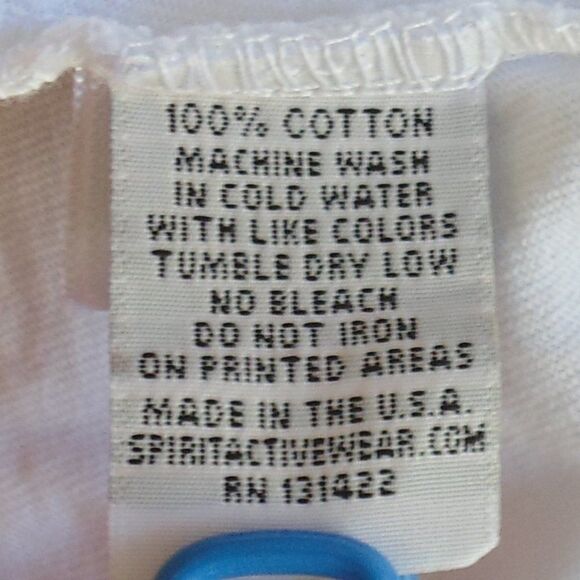 100% COTTON
MACHINE WASH
IN COLD WATER
WITH LIKE COLORS
TUMBLE DRY LOW
NO BLEACH
DO NOT IRON
ON PRINTED AREAS
MADE IN THE U.S.A.
SPIRITACTIVEWEAR.COM
RN 131422